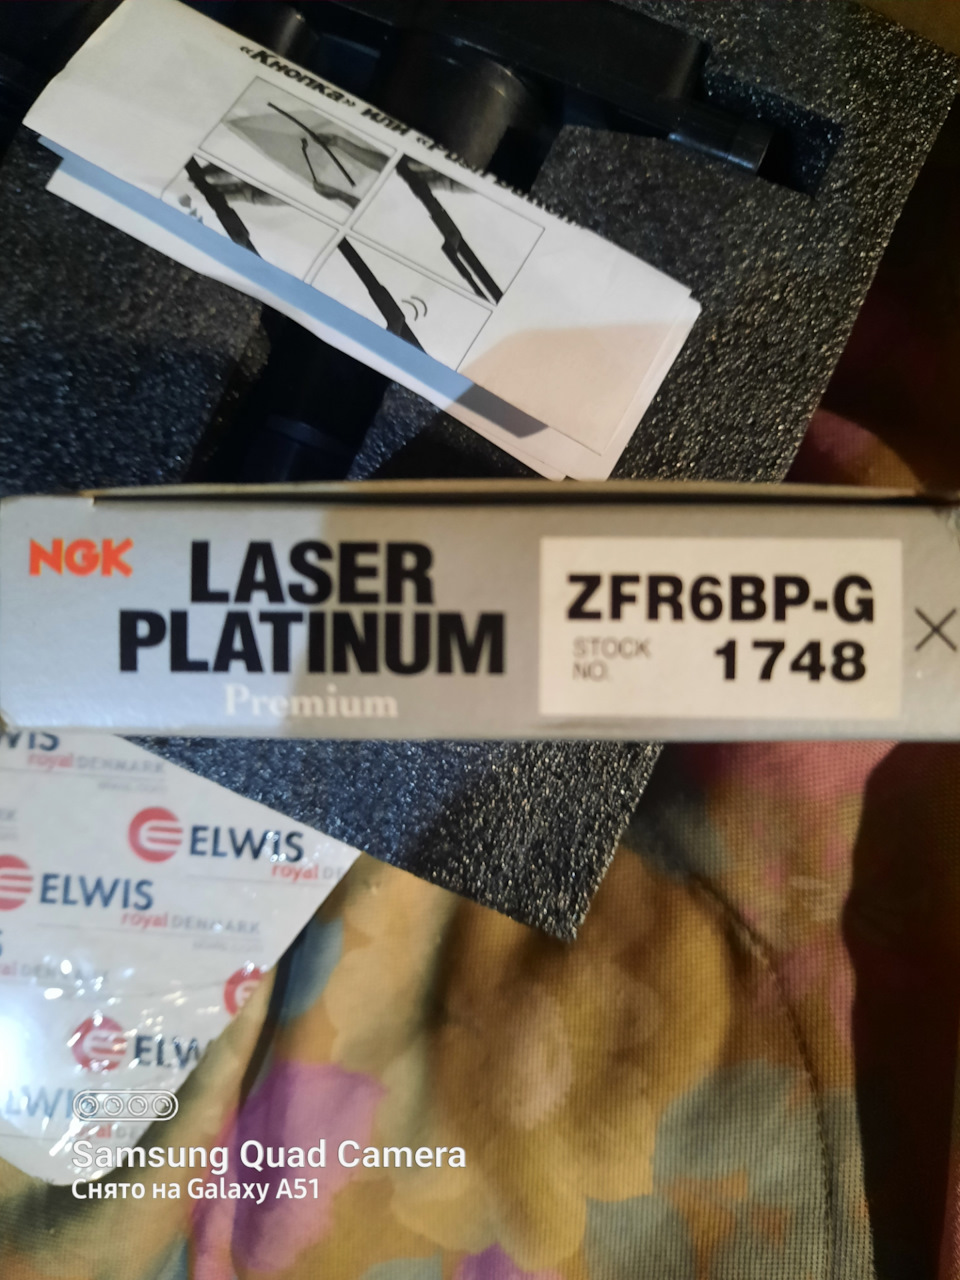 «Кнопка» или
NGK
LASER
PLATINUM
Premium
ZFR6BP-G
STOCK
NO.
1748
ELWIS
royal DENMARK
ELWIS
royal
ELWIS
royal DENMARK
Samsung Quad Camera
Снято на Galaxy A51